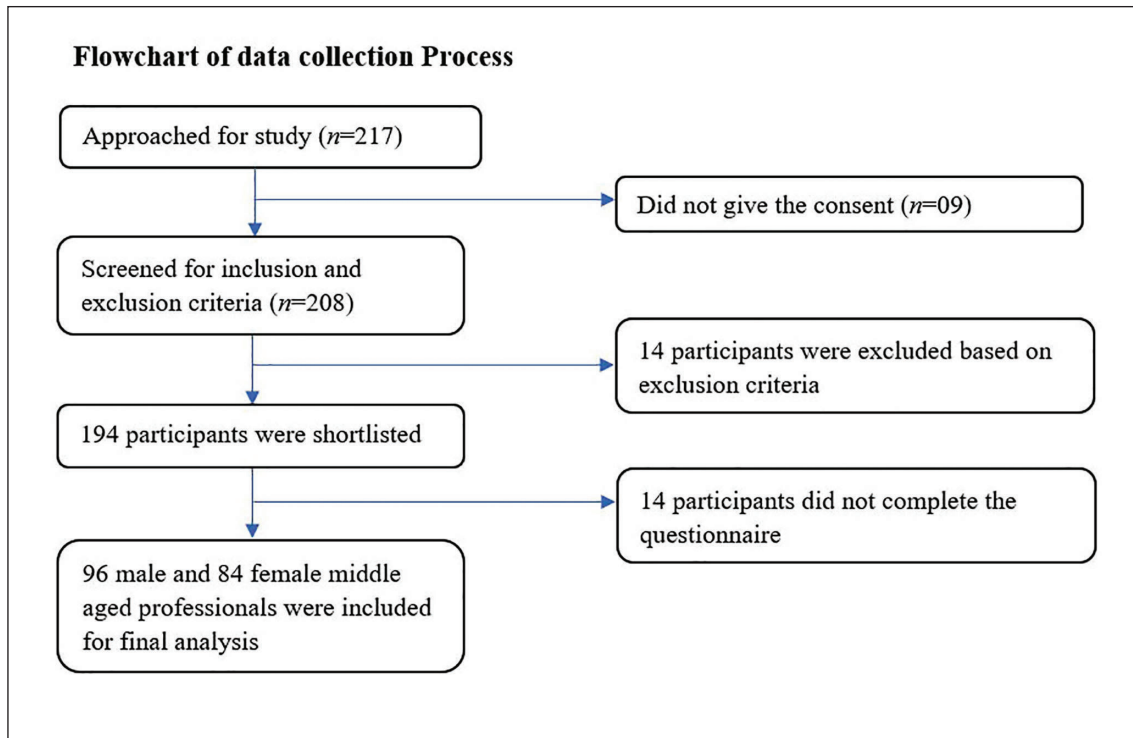 Flowchart of data collection Process
Approached for study (n=217)
Did not give the consent (n=09)
Screened for inclusion and
exclusion criteria (n=208)
14 participants were excluded based on
exclusion criteria
194 participants were shortlisted
14 participants did not complete the
questionnaire
96 male and 84 female middle
aged professionals were included
for final analysis